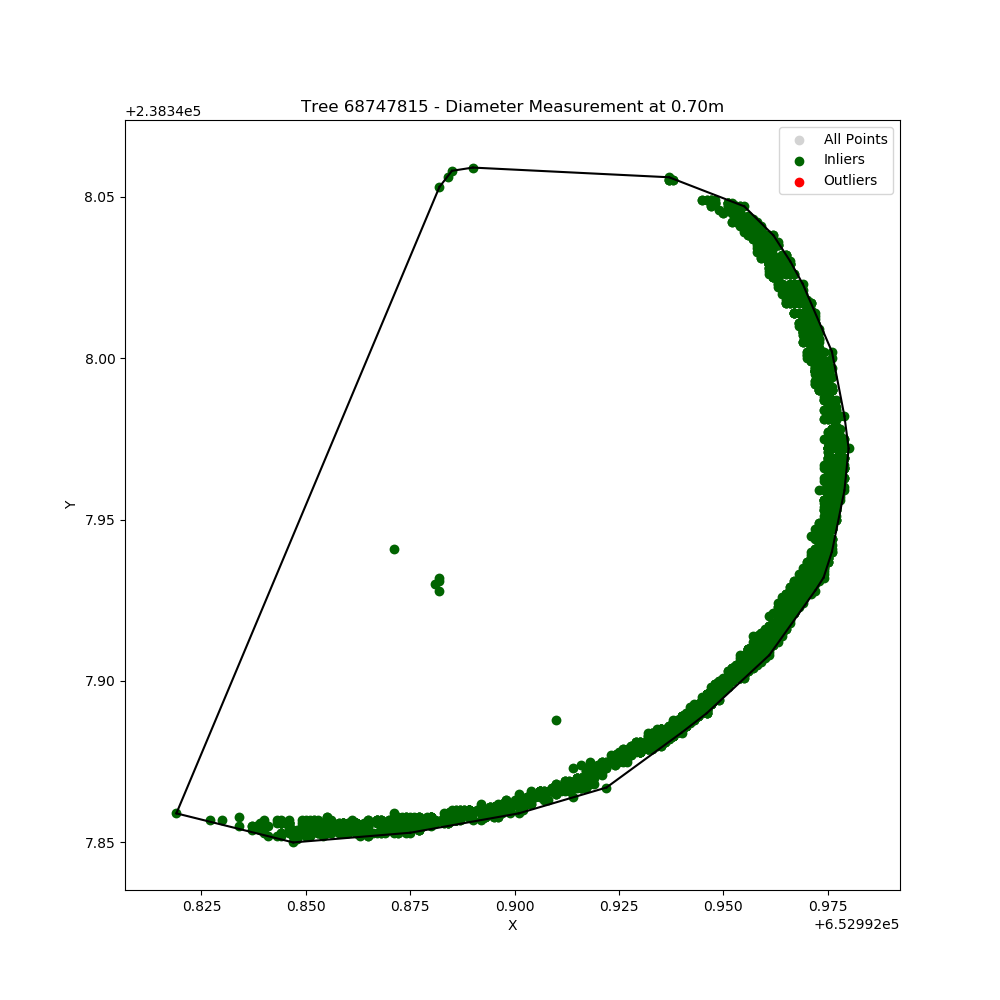 Tree 68747815 - Diameter Measurement at 0.70m
+2.3834e5
All Points
Inliers
Outliers
8.05
8.00
7.95
7.90
7.85
Y
0.825 0.850 0.875 0.900 0.925 0.950 0.975
X
+6.52992e5